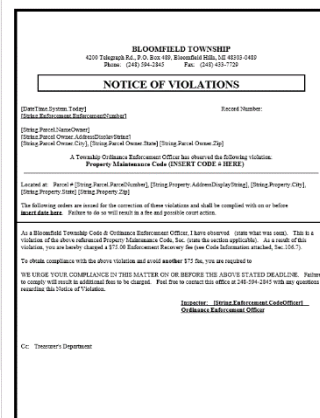 BLOOMFIELD TOWNSHIP
4200 Telegraph Rd., P.O. Box 489, Bloomfield Hills, MI 48303-0489
Phone: (248) 594-2845 Fax: (248) 433-7729
NOTICE OF VIOLATIONS
[DateTime.System.Today] Record Number:
[String.Enforcement.EnforcementNumber]
[String.Parcel.NameOwner]
[String.Parcel.Owner.AddressDisplayString]
[String.Parcel.Owner.City], [String.Parcel.Owner.State] [String.Parcel.Owner.Zip]
A Township Ordinance Enforcement Officer has observed the following violation:
Property Maintenance Code (INSERT CODE # HERE)
Located at: Parcel # [String.Parcel.ParcelNumber], [String.Property.AddressDisplayString], [String.Property.City],
[String.Property.State] [String.Property.Zip]
The following orders are issued for the correction of these violations and shall be complied with on or before
insert date here. Failure to do so will result in a fee and possible court action.
As a Bloomfield Township Code & Ordinance Enforcement Officer, I have observed (state what was seen). This is a
violation of the above referenced Property Maintenance Code, Sec. (state the section applicable). As a result of this
violation, you are hereby charged a $75.00 Enforcement Recovery fee (see Code Information attached, Sec.106.7).
To obtain compliance with the above violation and avoid another $75 fee, you are required to
WE URGE YOUR COMPLIANCE IN THIS MATTER ON OR BEFORE THE ABOVE STATED DEADLINE. Failure
to comply will result in additional fees to be charged. Feel free to contact this office at 248-594-2845 with any questions
regarding this Notice of Violation.
Inspector: [String.Enforcement.CodeOfficer]
Ordinance Enforcement Officer
Cc: Treasurer's Department